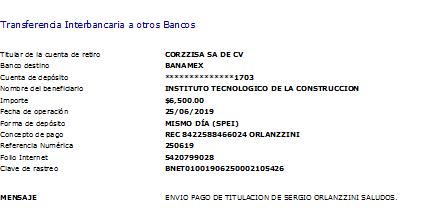 Transferencia Interbancaria a otros Bancos
Titular de la cuenta de retiro CORZZISA SA DE CV
Banco destino BANAMEX
Cuenta de depósito **************1703
Nombre del beneficiario INSTITUTO TECNOLOGICO DE LA CONSTRUCCION
Importe $6,500.00
Fecha de operación 25/06/2019
Forma de depósito MISMO DÍA (SPEI)
Concepto de pago REC 8422588466024 ORLANZZINI
Referencia Numérica 250619
Folio Internet 5420799028
Clave de rastreo BNET01001906250002105426
MENSAJE ENVIO PAGO DE TITULACION DE SERGIO ORLANZZINI SALUDOS.